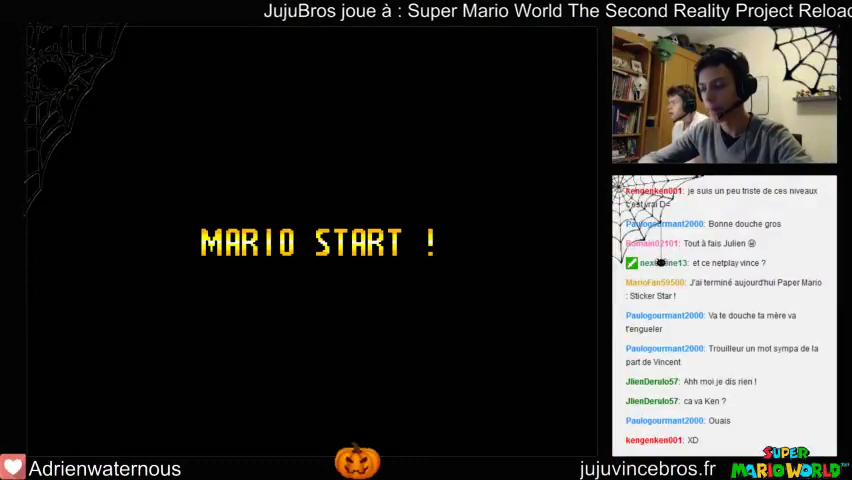 JujuBros joue à : Super Mario World The Second Reality Project Reload
MARIO START !
kengenken001: je suis un peu triste de ces niveaux
c'est vrai D=
Paulogourmant2000: Bonne douche gros
Romain02101: Tout à fais Julien
et ce netplay vince ?
MarioFan59500: J'ai terminé aujourd'hui Paper Mario
: Sticker Star !
Paulogourmant2000: Va te douche ta mère va
t'engueler
Paulogourmant2000: Trouilleur un mot sympa de la
part de Vincent
JlienDerulo57: Ahh moi je dis rien !
JlienDerulo57: ca va Ken ?
Paulogourmant2000: Ouais
kengenken001: XD
Adrienwaternous
jujuvincebros.fr
SUPER
MARIO WORLD